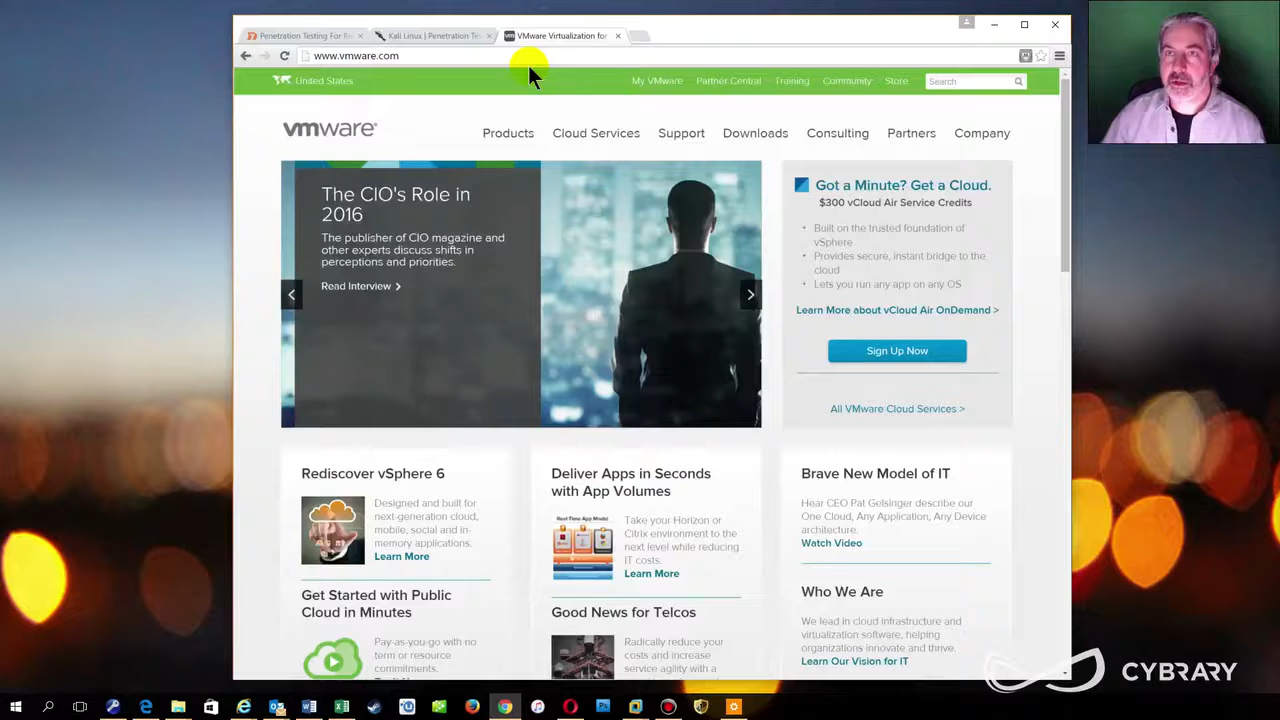 Penetration Testing For Re
Kali Linux | Penetration Tes
VMware Virtualization for
www.vmware.com
United States
My VMware
Partner Central
Training
Community
Store
Search
vmware
Products
Cloud Services
Support
Downloads
Consulting
Partners
Company
The CIO's Role in
2016
The publisher of CIO magazine and
other experts discuss shifts in
perceptions and priorities.
Read Interview >
Got a Minute? Get a Cloud.
$300 vCloud Air Service Credits
• Built on the trusted foundation of
vSphere
• Provides secure, instant bridge to the
cloud
• Lets you run any app on any OS
Learn More about vCloud Air OnDemand >
Sign Up Now
All VMware Cloud Services >
Rediscover vSphere 6
Designed and built for
next-generation cloud,
mobile, social and in-
memory applications.
Learn More
Get Started with Public
Cloud in Minutes
Pay-as-you-go with no
term or resource
commitments.
Deliver Apps in Seconds
with App Volumes
Take your Horizon or
Citrix environment to the
next level while reducing
IT costs.
Learn More
Good News for Telcos
Radically reduce your
costs and increase
service agility with a
Brave New Model of IT
Hear CEO Pat Gelsinger describe our
One Cloud, Any Application, Any Device
architecture.
Watch Video
Who We Are
We lead in cloud infrastructure and
virtualization software, helping
organizations innovate and thrive.
Learn Our Vision for IT
CYBRARY